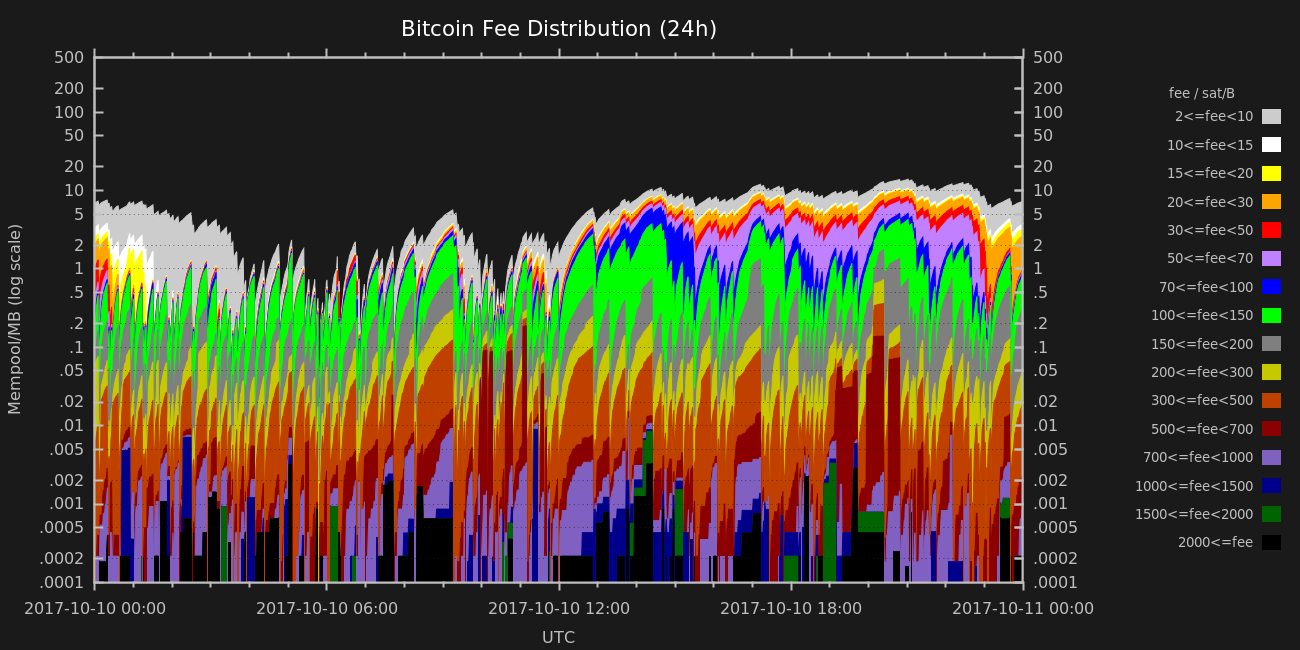 Bitcoin Fee Distribution (24h)
500
200
100
50
20
10
5
2
1
.5
.2
.1
.05
.02
.01
.005
.002
.001
.0005
.0002
.0001
Mempool/MB (log scale)
500
200
100
50
20
10
5
2
1
.5
.2
.1
.05
.02
.01
.005
.002
.001
.0005
.0002
.0001
2017-10-10 00:00 2017-10-10 06:00 2017-10-10 12:00 2017-10-10 18:00 2017-10-11 00:00
UTC
fee / sat/B
2<=fee<10
10<=fee<15
15<=fee<20
20<=fee<30
30<=fee<50
50<=fee<70
70<=fee<100
100<=fee<150
150<=fee<200
200<=fee<300
300<=fee<500
500<=fee<700
700<=fee<1000
1000<=fee<1500
1500<=fee<2000
2000<=fee